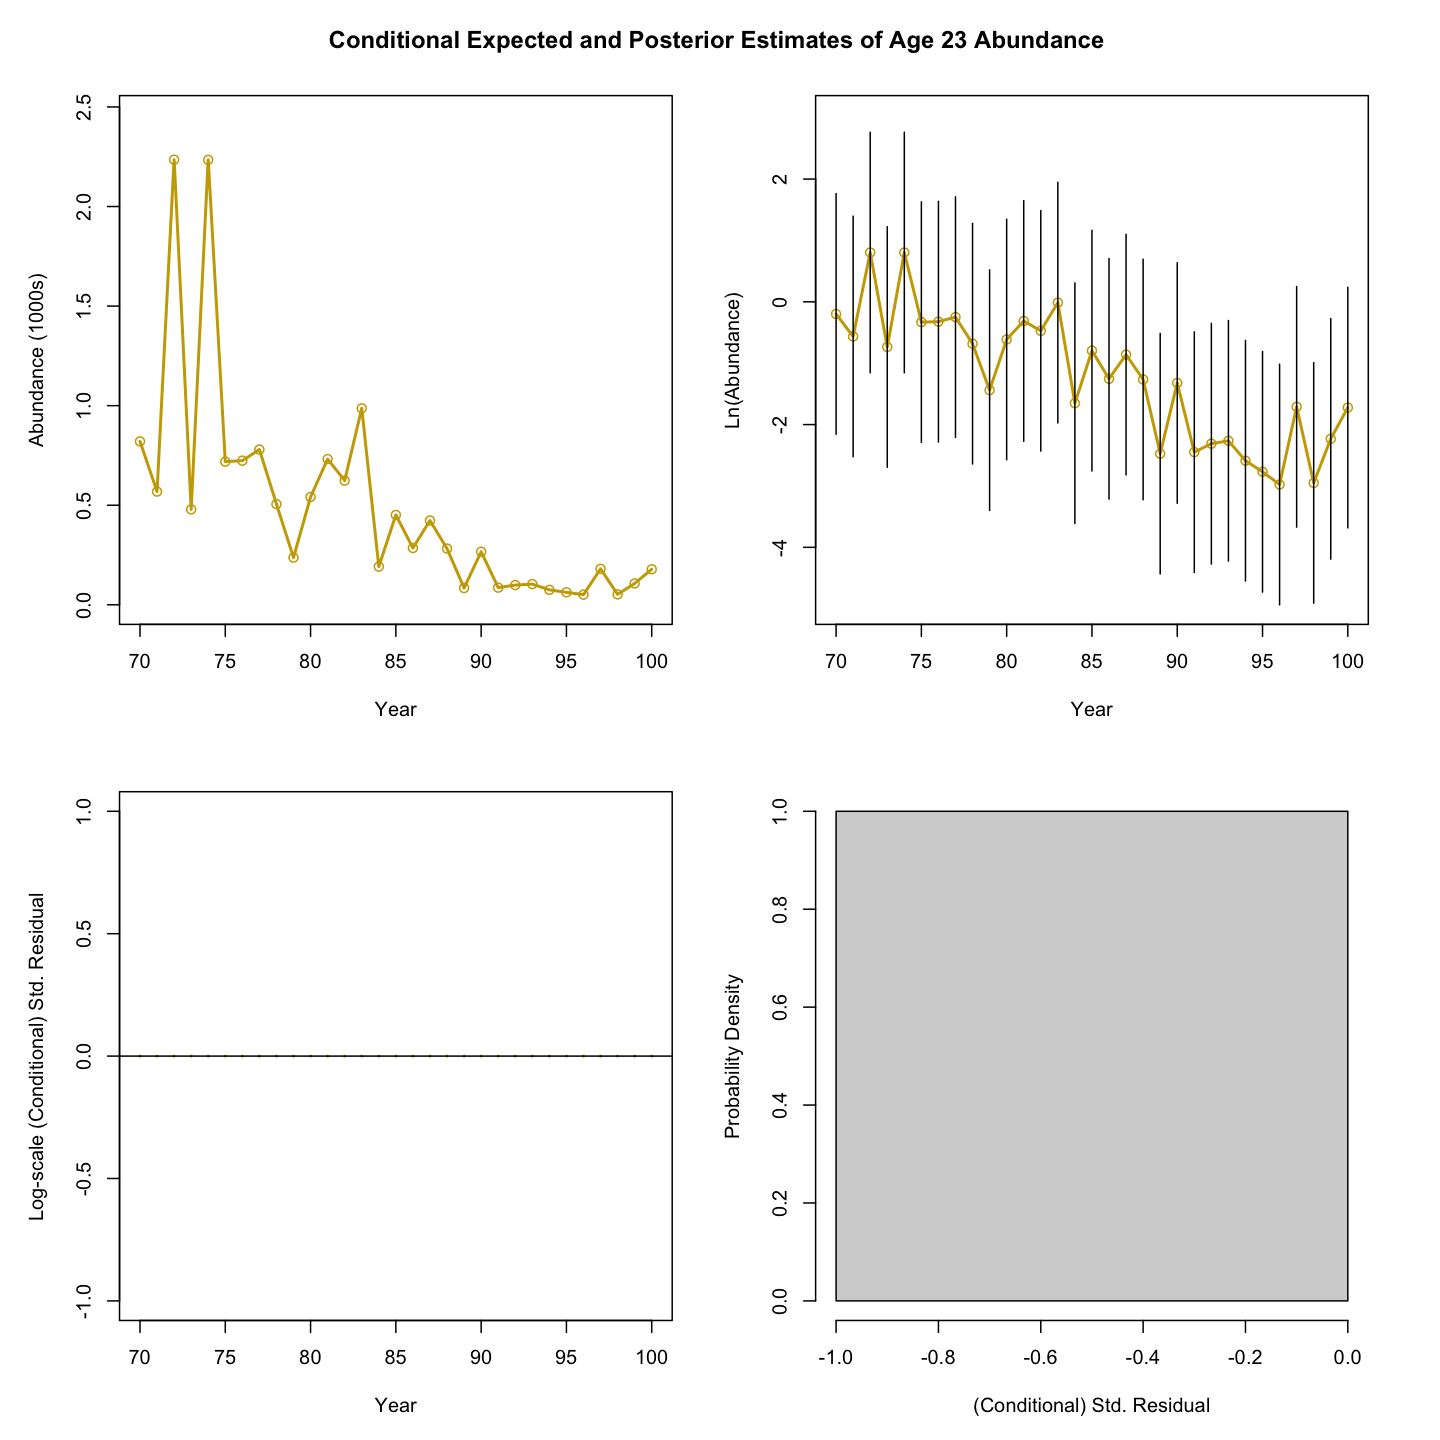 Conditional Expected and Posterior Estimates of Age 23 Abundance
Abundance (1000s)
2.5
2.0
1.5
1.0
0.5
0.0
70 75 80 85 90 95 100
Year
Ln(Abundance)
2
0
-2
-4
70 75 80 85 90 95 100
Year
Log-scale (Conditional) Std. Residual
1.0
0.5
0.0
-0.5
-1.0
70 75 80 85 90 95 100
Year
Probability Density
1.0
0.8
0.6
0.4
0.2
0.0
-1.0 -0.8 -0.6 -0.4 -0.2 0.0
(Conditional) Std. Residual